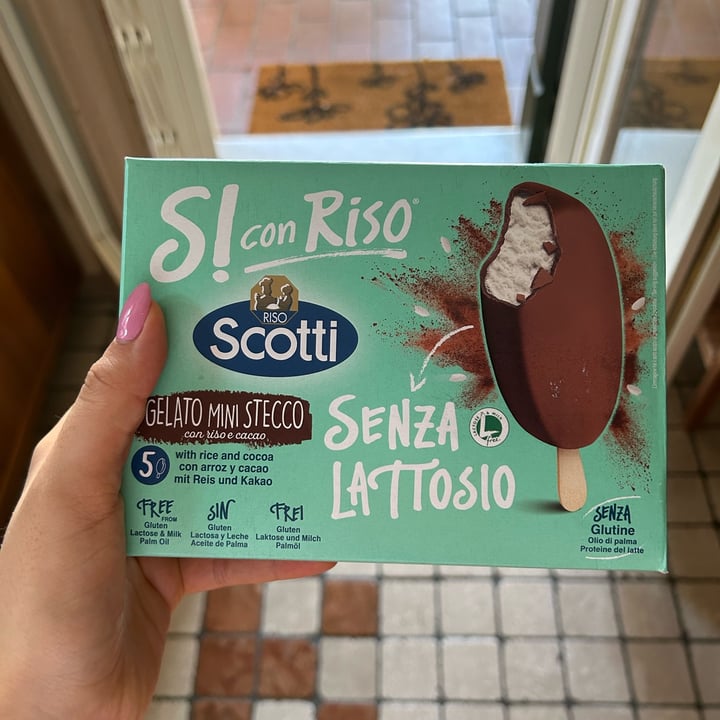 S! con Riso®
RISO
Scotti
GELATO MINI STECCO
con riso e cacao
5
with rice and cocoa
con arroz y cacao
mit Reis und Kakao
SENZA
LATTOSIO
FREE FROM
Gluten
Lactose & Milk
Palm Oil
SIN
Gluten
Lactosa y Leche
Aceite de Palma
FREI
Gluten
Laktose und Milch
Palmöl
free
SENZA
Glutine
Olio di palma
Proteine del latte